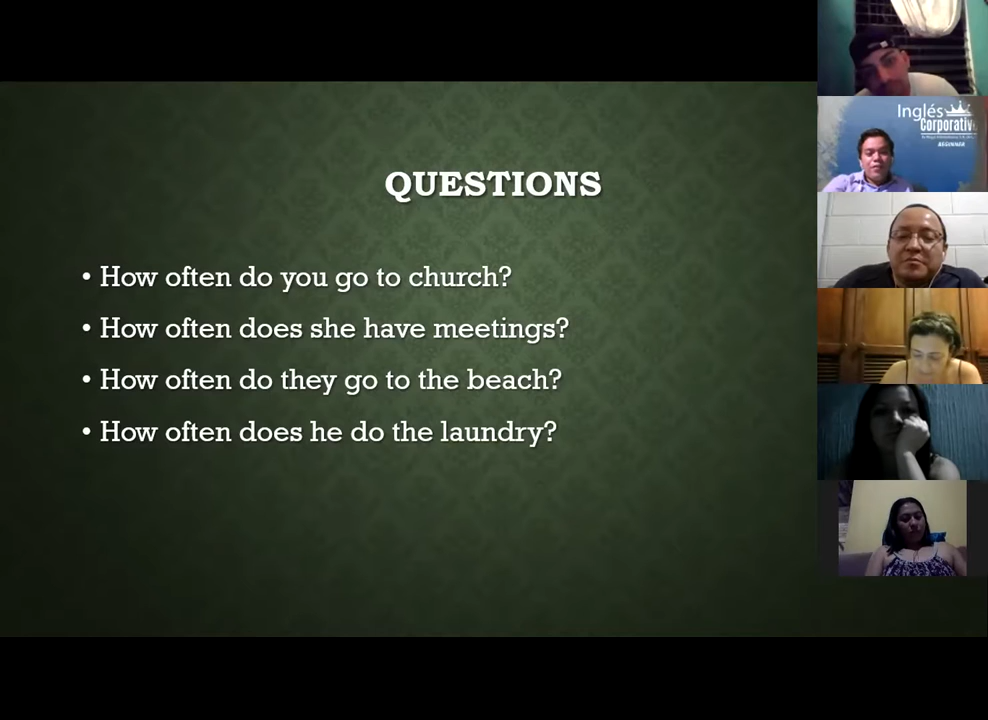 QUESTIONS
• How often do you go to church?
• How often does she have meetings?
• How often do they go to the beach?
• How often does he do the laundry?
Inglés
Corporativ
BEGINNER